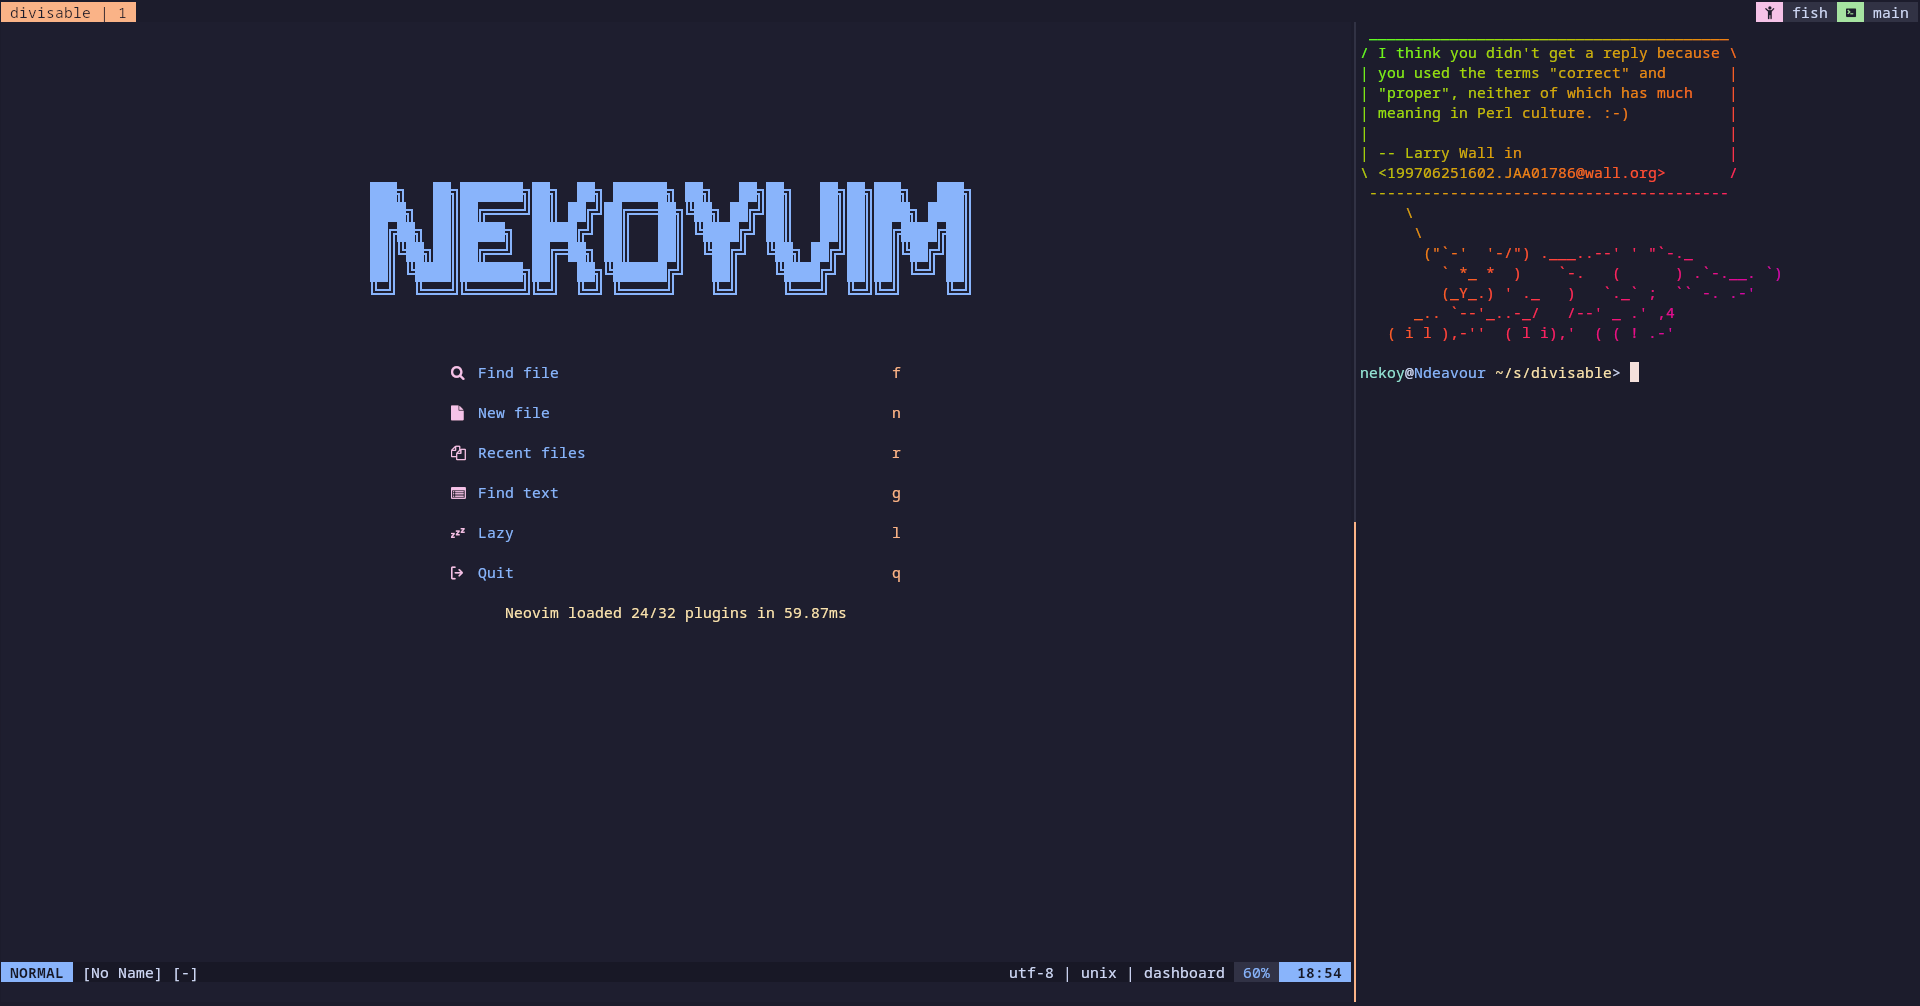 divisable | 1
fish main
NEKOYVIM
Find file f
New file n
Recent files r
Find text g
Lazy l
Quit q
Neovim loaded 24/32 plugins in 59.87ms
NORMAL [No Name] [-] utf-8 | unix | dashboard 60% 18:54
/ I think you didn't get a reply because \
| you used the terms "correct" and |
| "proper", neither of which has much |
| meaning in Perl culture. :-) |
| |
| -- Larry Wall in |
\ <199706251602.JAA01786@wall.org> /
----------------------------------------
\
\
("`-'  '-/") .___..--' ' "`-._
` *_ *  )    `-.   (      ) .`-.__. `)
(_Y_.) ' ._   )   `._` ;  `` -. .-'
_.. `--'_..-_/   /--' _ .' ,4
( i l ),-''  ( l i),'  ( ( ! .-'
nekoy@Ndeavour ~/s/divisable>